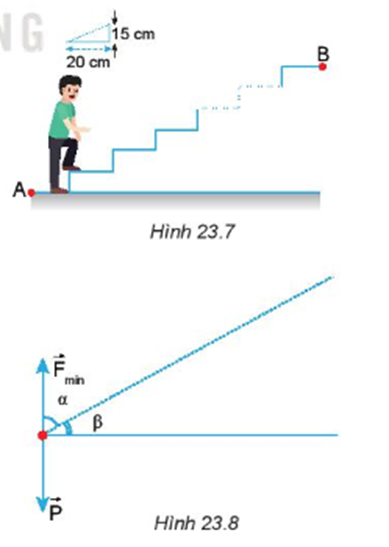 NG
15 cm
20 cm
B
A
Hình 23.7
F min
α
β
P
Hình 23.8